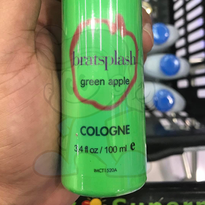 bratsplash
green apple
COLOGNE
3.4 fl oz / 100 ml e